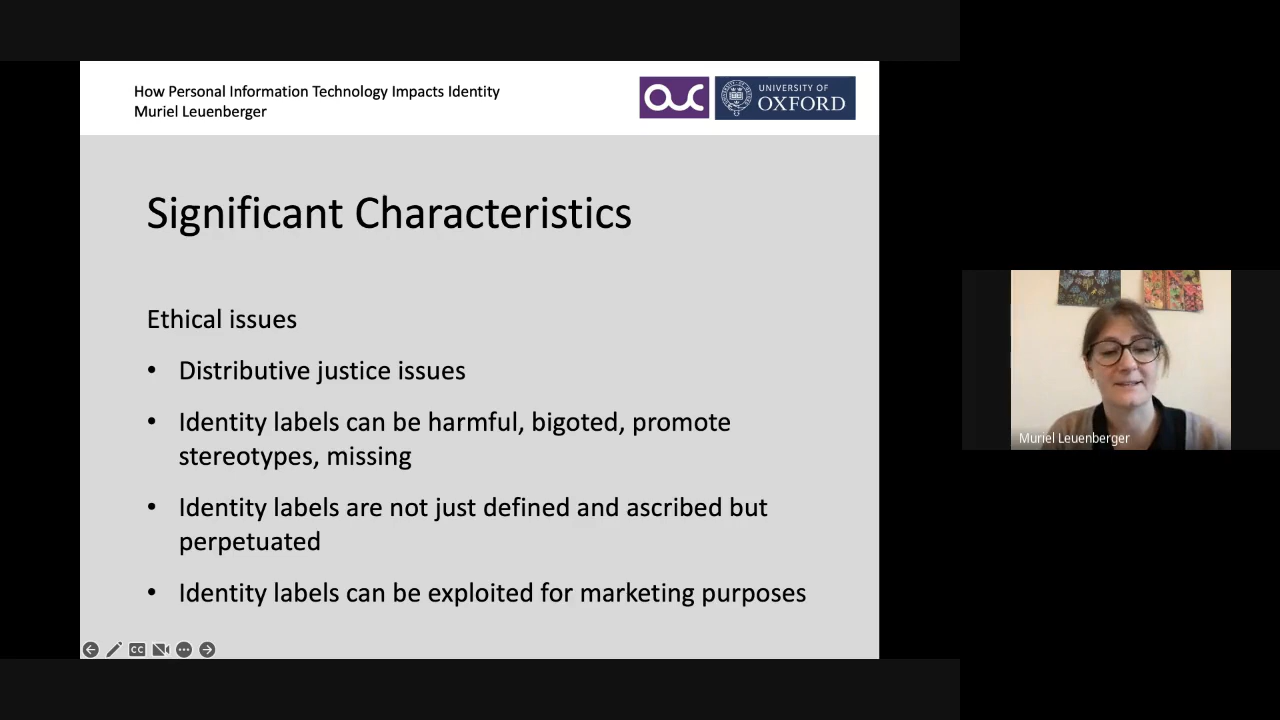 How Personal Information Technology Impacts Identity
Muriel Leuenberger
OUC
UNIVERSITY OF
OXFORD
Significant Characteristics
Ethical issues
• Distributive justice issues
• Identity labels can be harmful, bigoted, promote
stereotypes, missing
• Identity labels are not just defined and ascribed but
perpetuated
• Identity labels can be exploited for marketing purposes
CC
Muriel Leuenberger